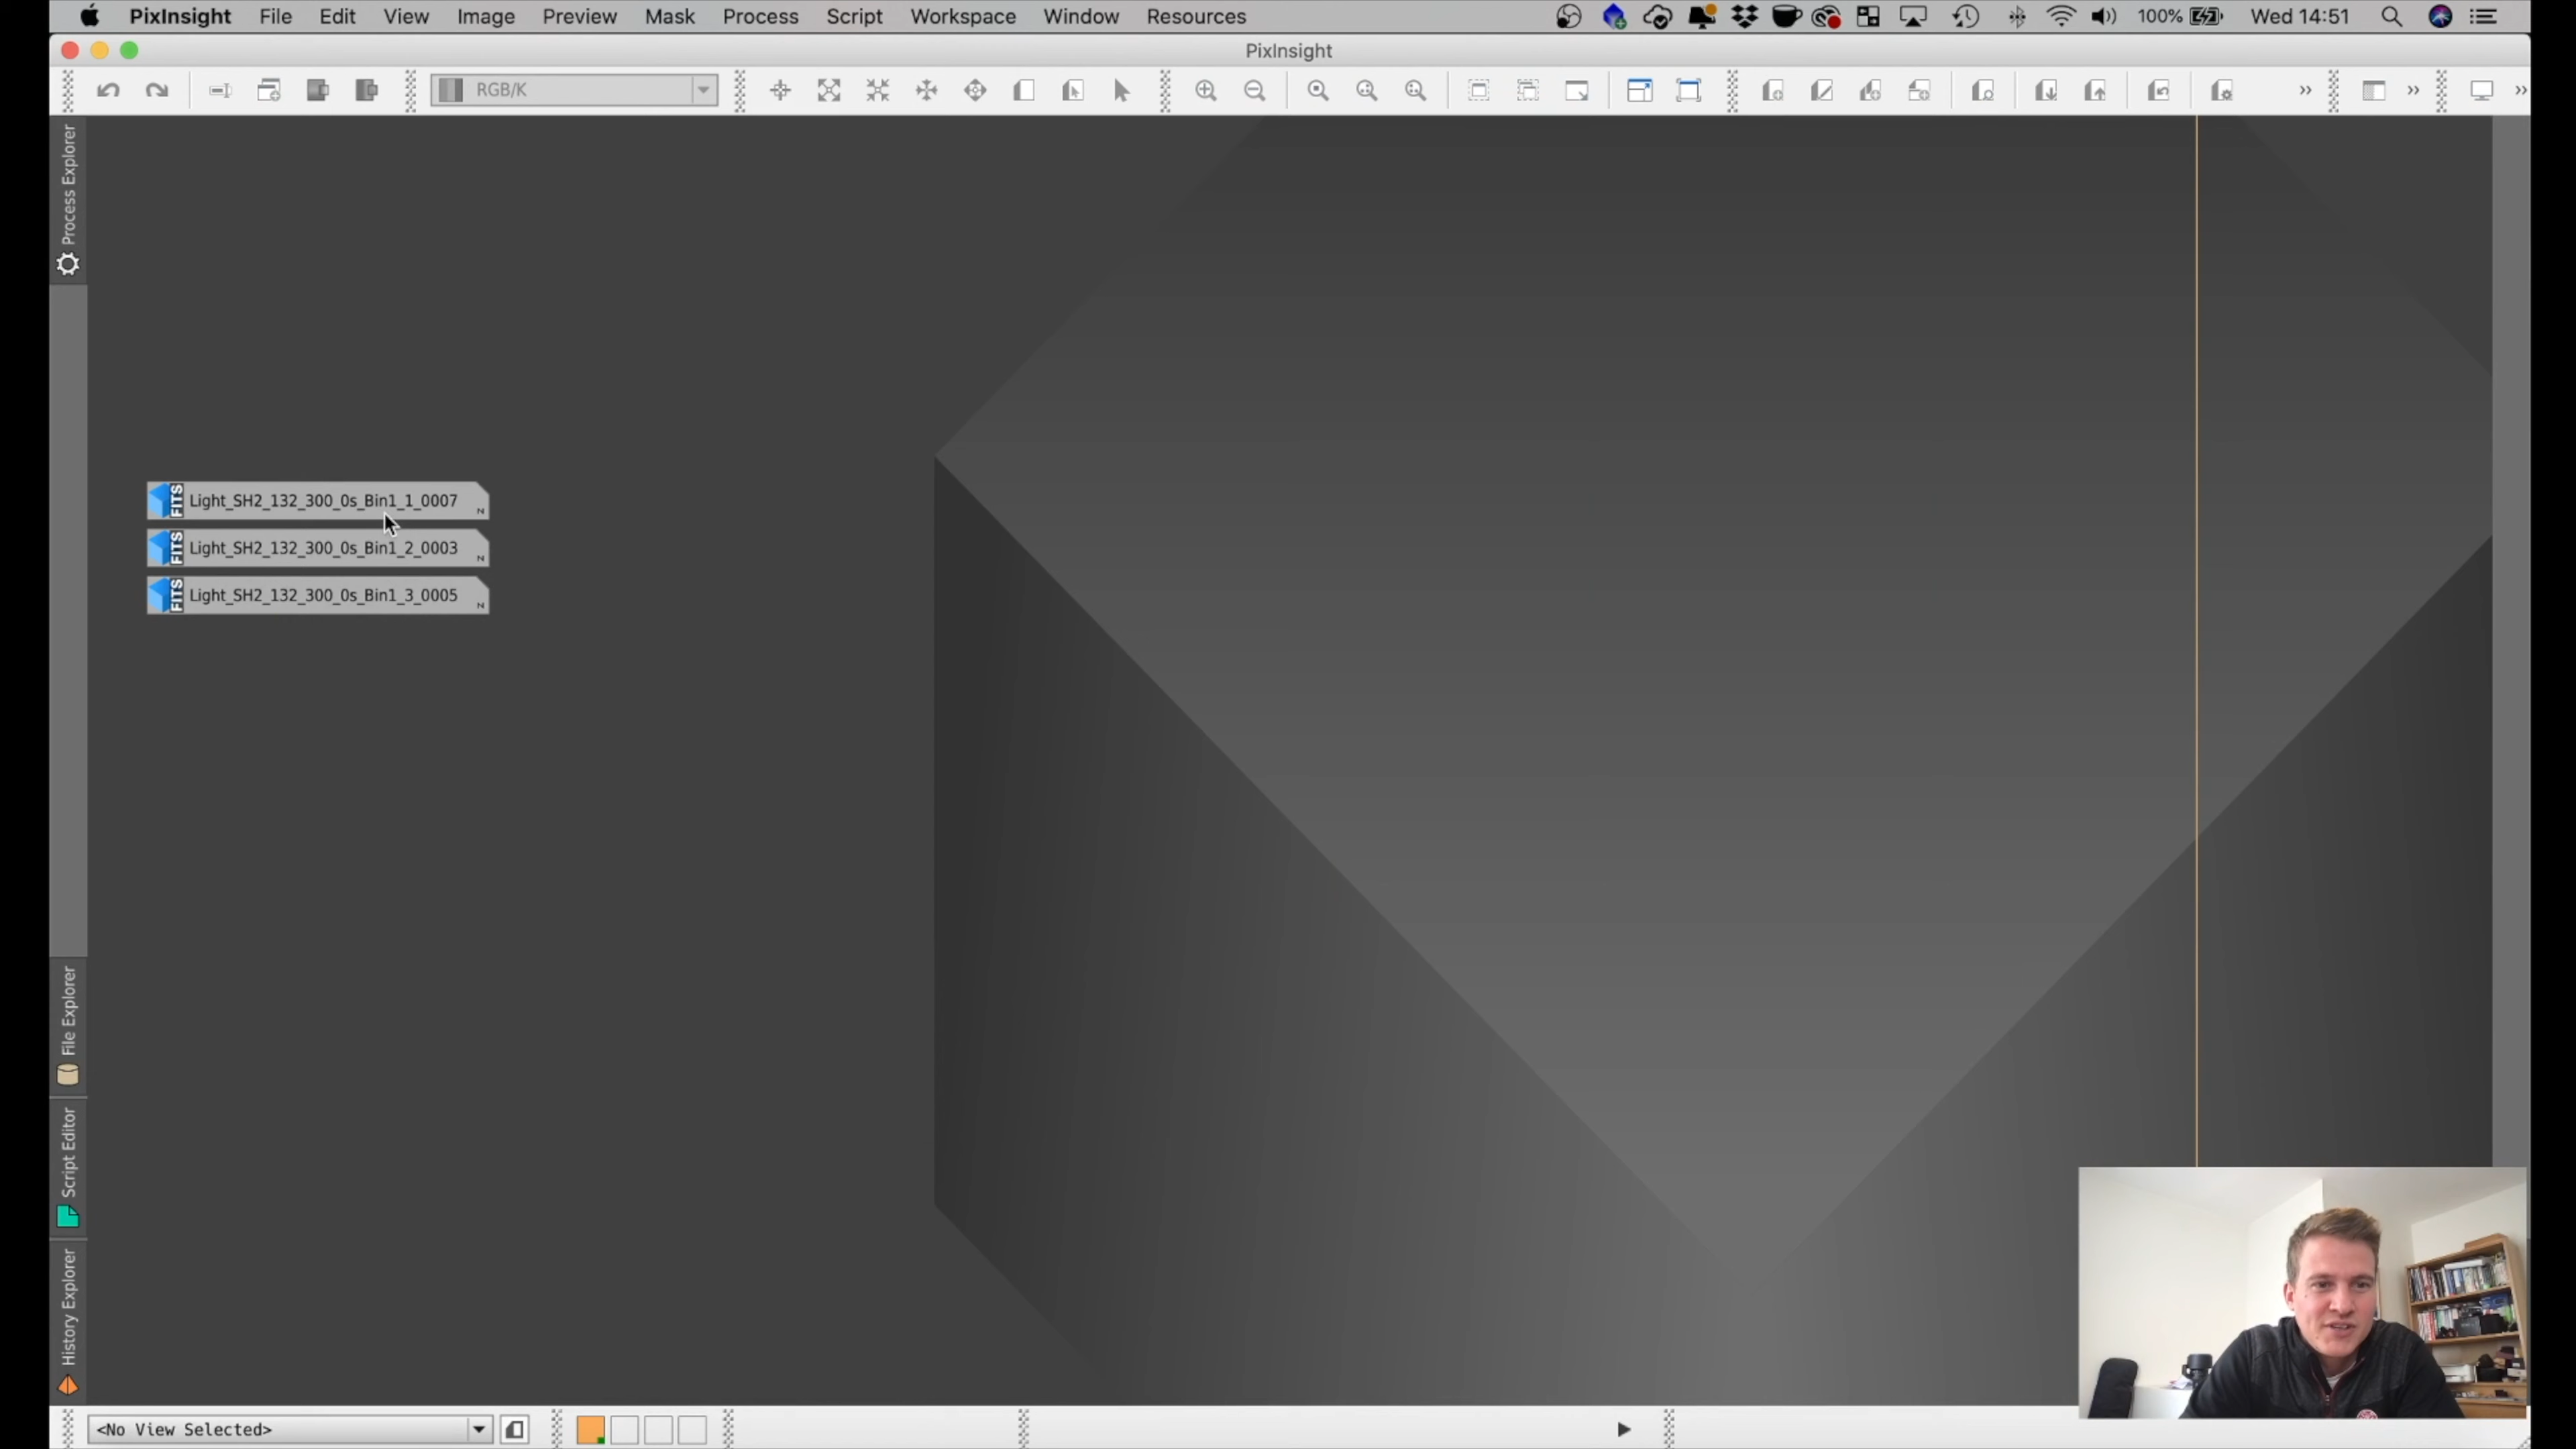 PixInsight File Edit View Image Preview Mask Process Script Workspace Window Resources 100% Wed 14:51
PixInsight
RGB/K
Process Explorer
FITS Light_SH2_132_300_0s_Bin1_1_0007 N
FITS Light_SH2_132_300_0s_Bin1_2_0003 N
FITS Light_SH2_132_300_0s_Bin1_3_0005 N
File Explorer
Script Editor
History Explorer
<No View Selected>